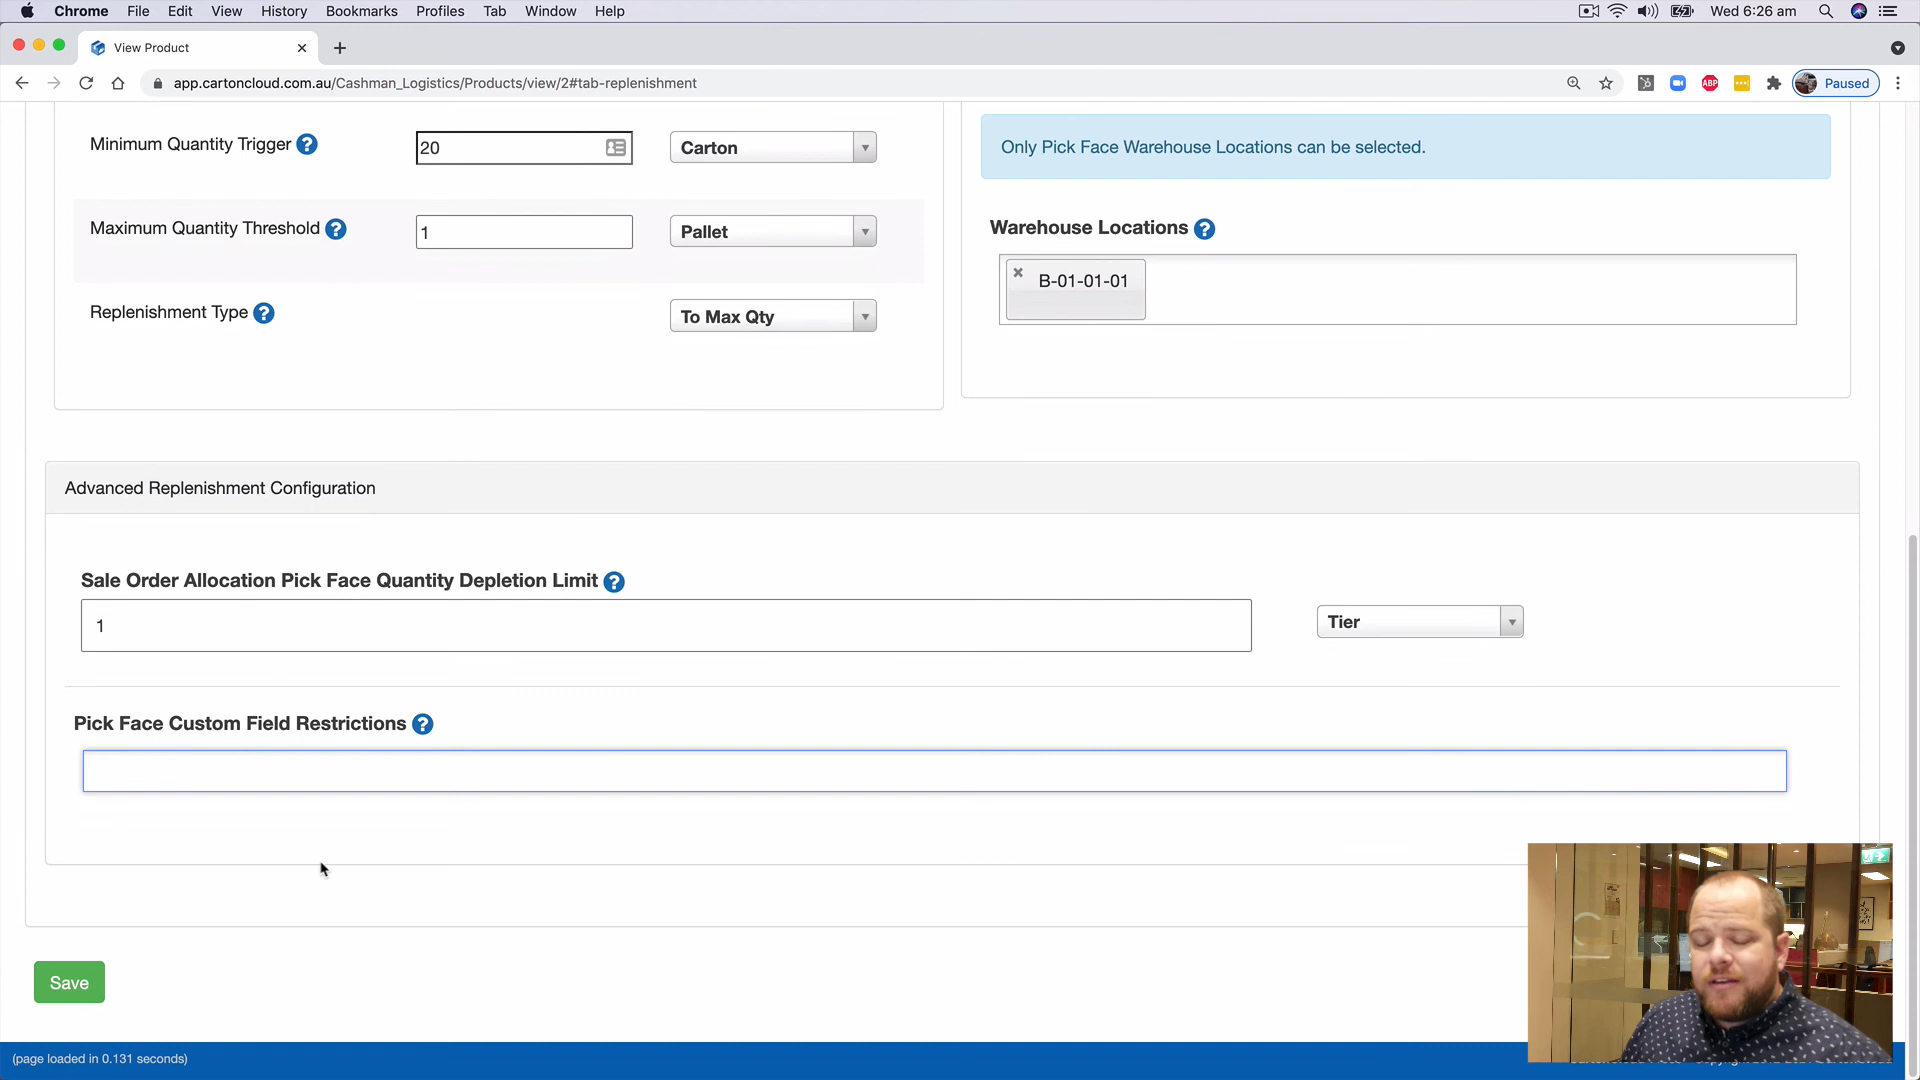 Chrome File Edit View History Bookmarks Profiles Tab Window Help Wed 6:26 am
View Product
app.cartoncloud.com.au/Cashman_Logistics/Products/view/2#tab-replenishment ABP Paused
Minimum Quantity Trigger ? 20 Carton
Only Pick Face Warehouse Locations can be selected.
Maximum Quantity Threshold ? 1 Pallet
Warehouse Locations ?
B-01-01-01
Replenishment Type ? To Max Qty
Advanced Replenishment Configuration
Sale Order Allocation Pick Face Quantity Depletion Limit ?
1 Tier
Pick Face Custom Field Restrictions ?
Save
(page loaded in 0.131 seconds)